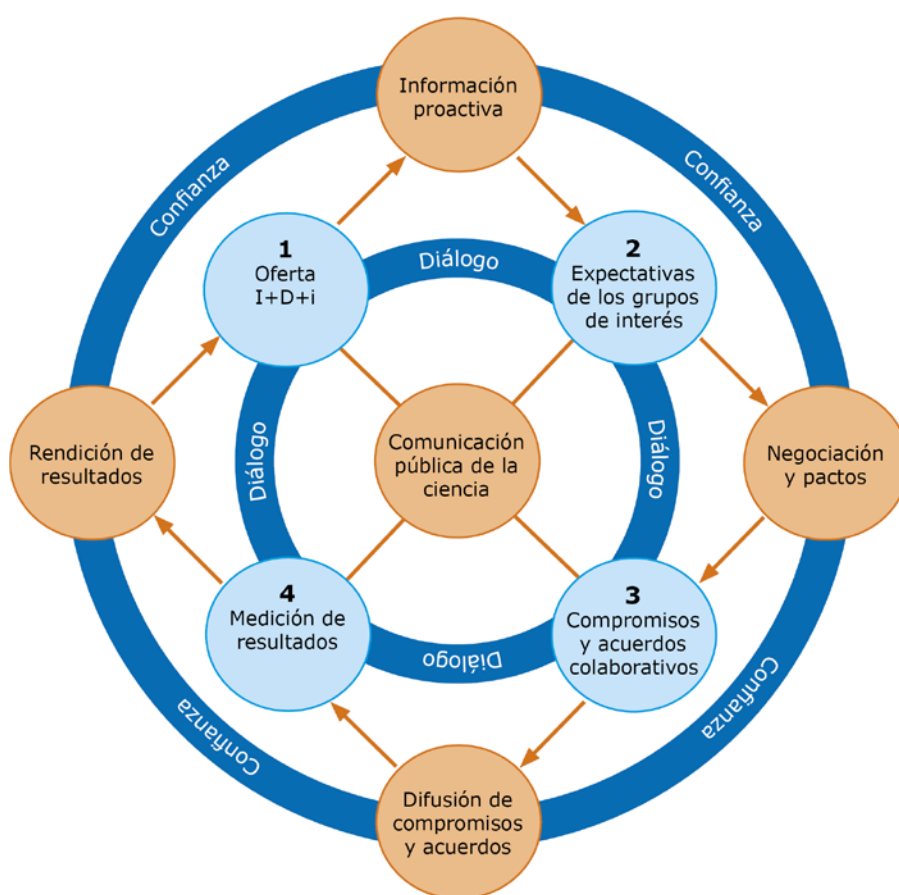 Información
proactiva
Confianza
Confianza
1
Oferta
I+D+i
Diálogo
2
Expectativas
de los grupos
de interés
Rendición de
resultados
Diálogo
Comunicación
pública de la
ciencia
Diálogo
Negociación
y pactos
4
Medición de
resultados
Diálogo
3
Compromisos
y acuerdos
colaborativos
Confianza
Confianza
Difusión de
compromisos
y acuerdos